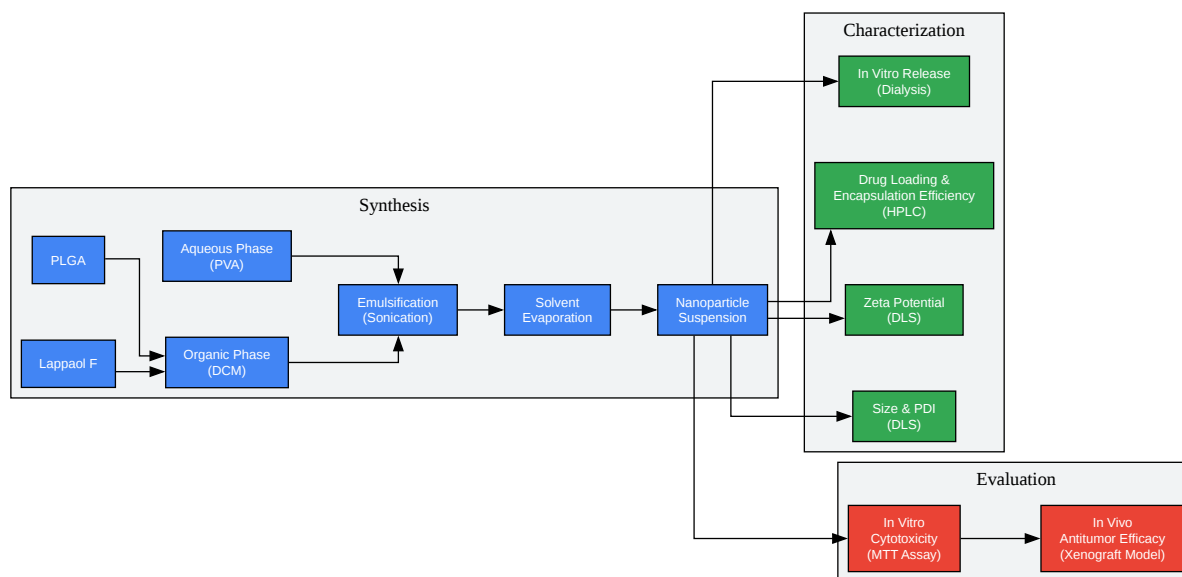 Synthesis
PLGA
Lappaol F
Aqueous Phase
(PVA)
Organic Phase
(DCM)
Emulsification
(Sonication)
Solvent
Evaporation
Nanoparticle
Suspension
Characterization
In Vitro Release
(Dialysis)
Drug Loading &
Encapsulation Efficiency
(HPLC)
Zeta Potential
(DLS)
Size & PDI
(DLS)
Evaluation
In Vitro
Cytotoxicity
(MTT Assay)
In Vivo
Antitumor Efficacy
(Xenograft Model)